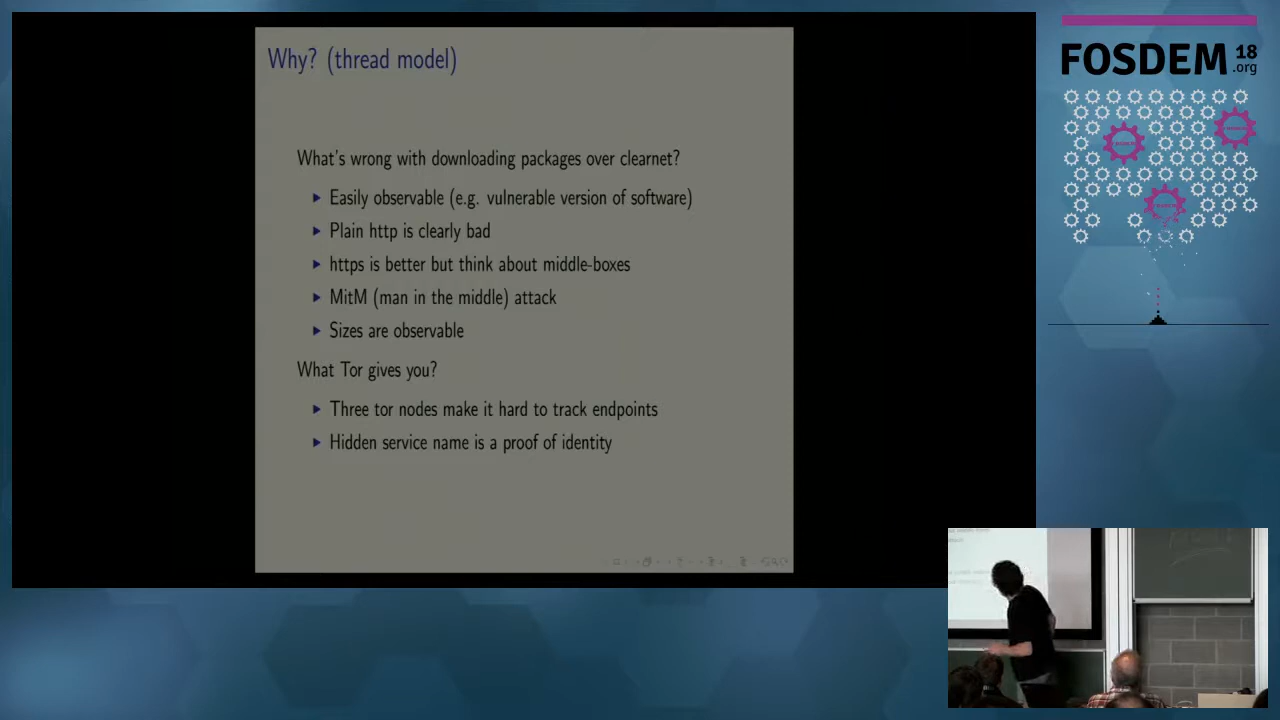 Why? (thread model)
What's wrong with downloading packages over clearnet?
Easily observable (e.g. vulnerable version of software)
Plain http is clearly bad
https is better but think about middle-boxes
MitM (man in the middle) attack
Sizes are observable
What Tor gives you?
Three tor nodes make it hard to track endpoints
Hidden service name is a proof of identity
FOSDEM 18
.org